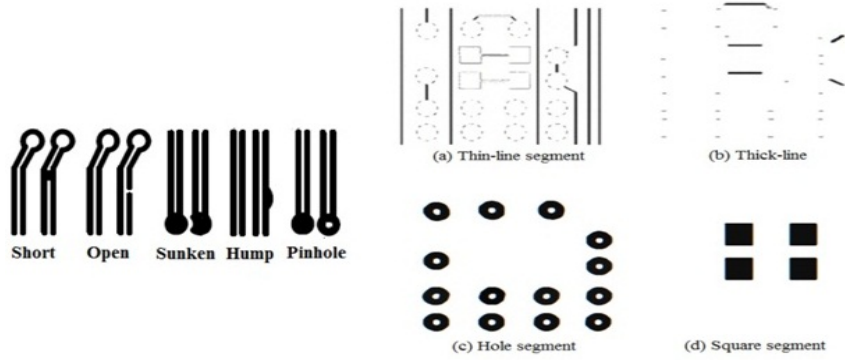 Short Open Sunken Hump Pinhole
(a) Thin-line segment
(b) Thick-line
(c) Hole segment
(d) Square segment